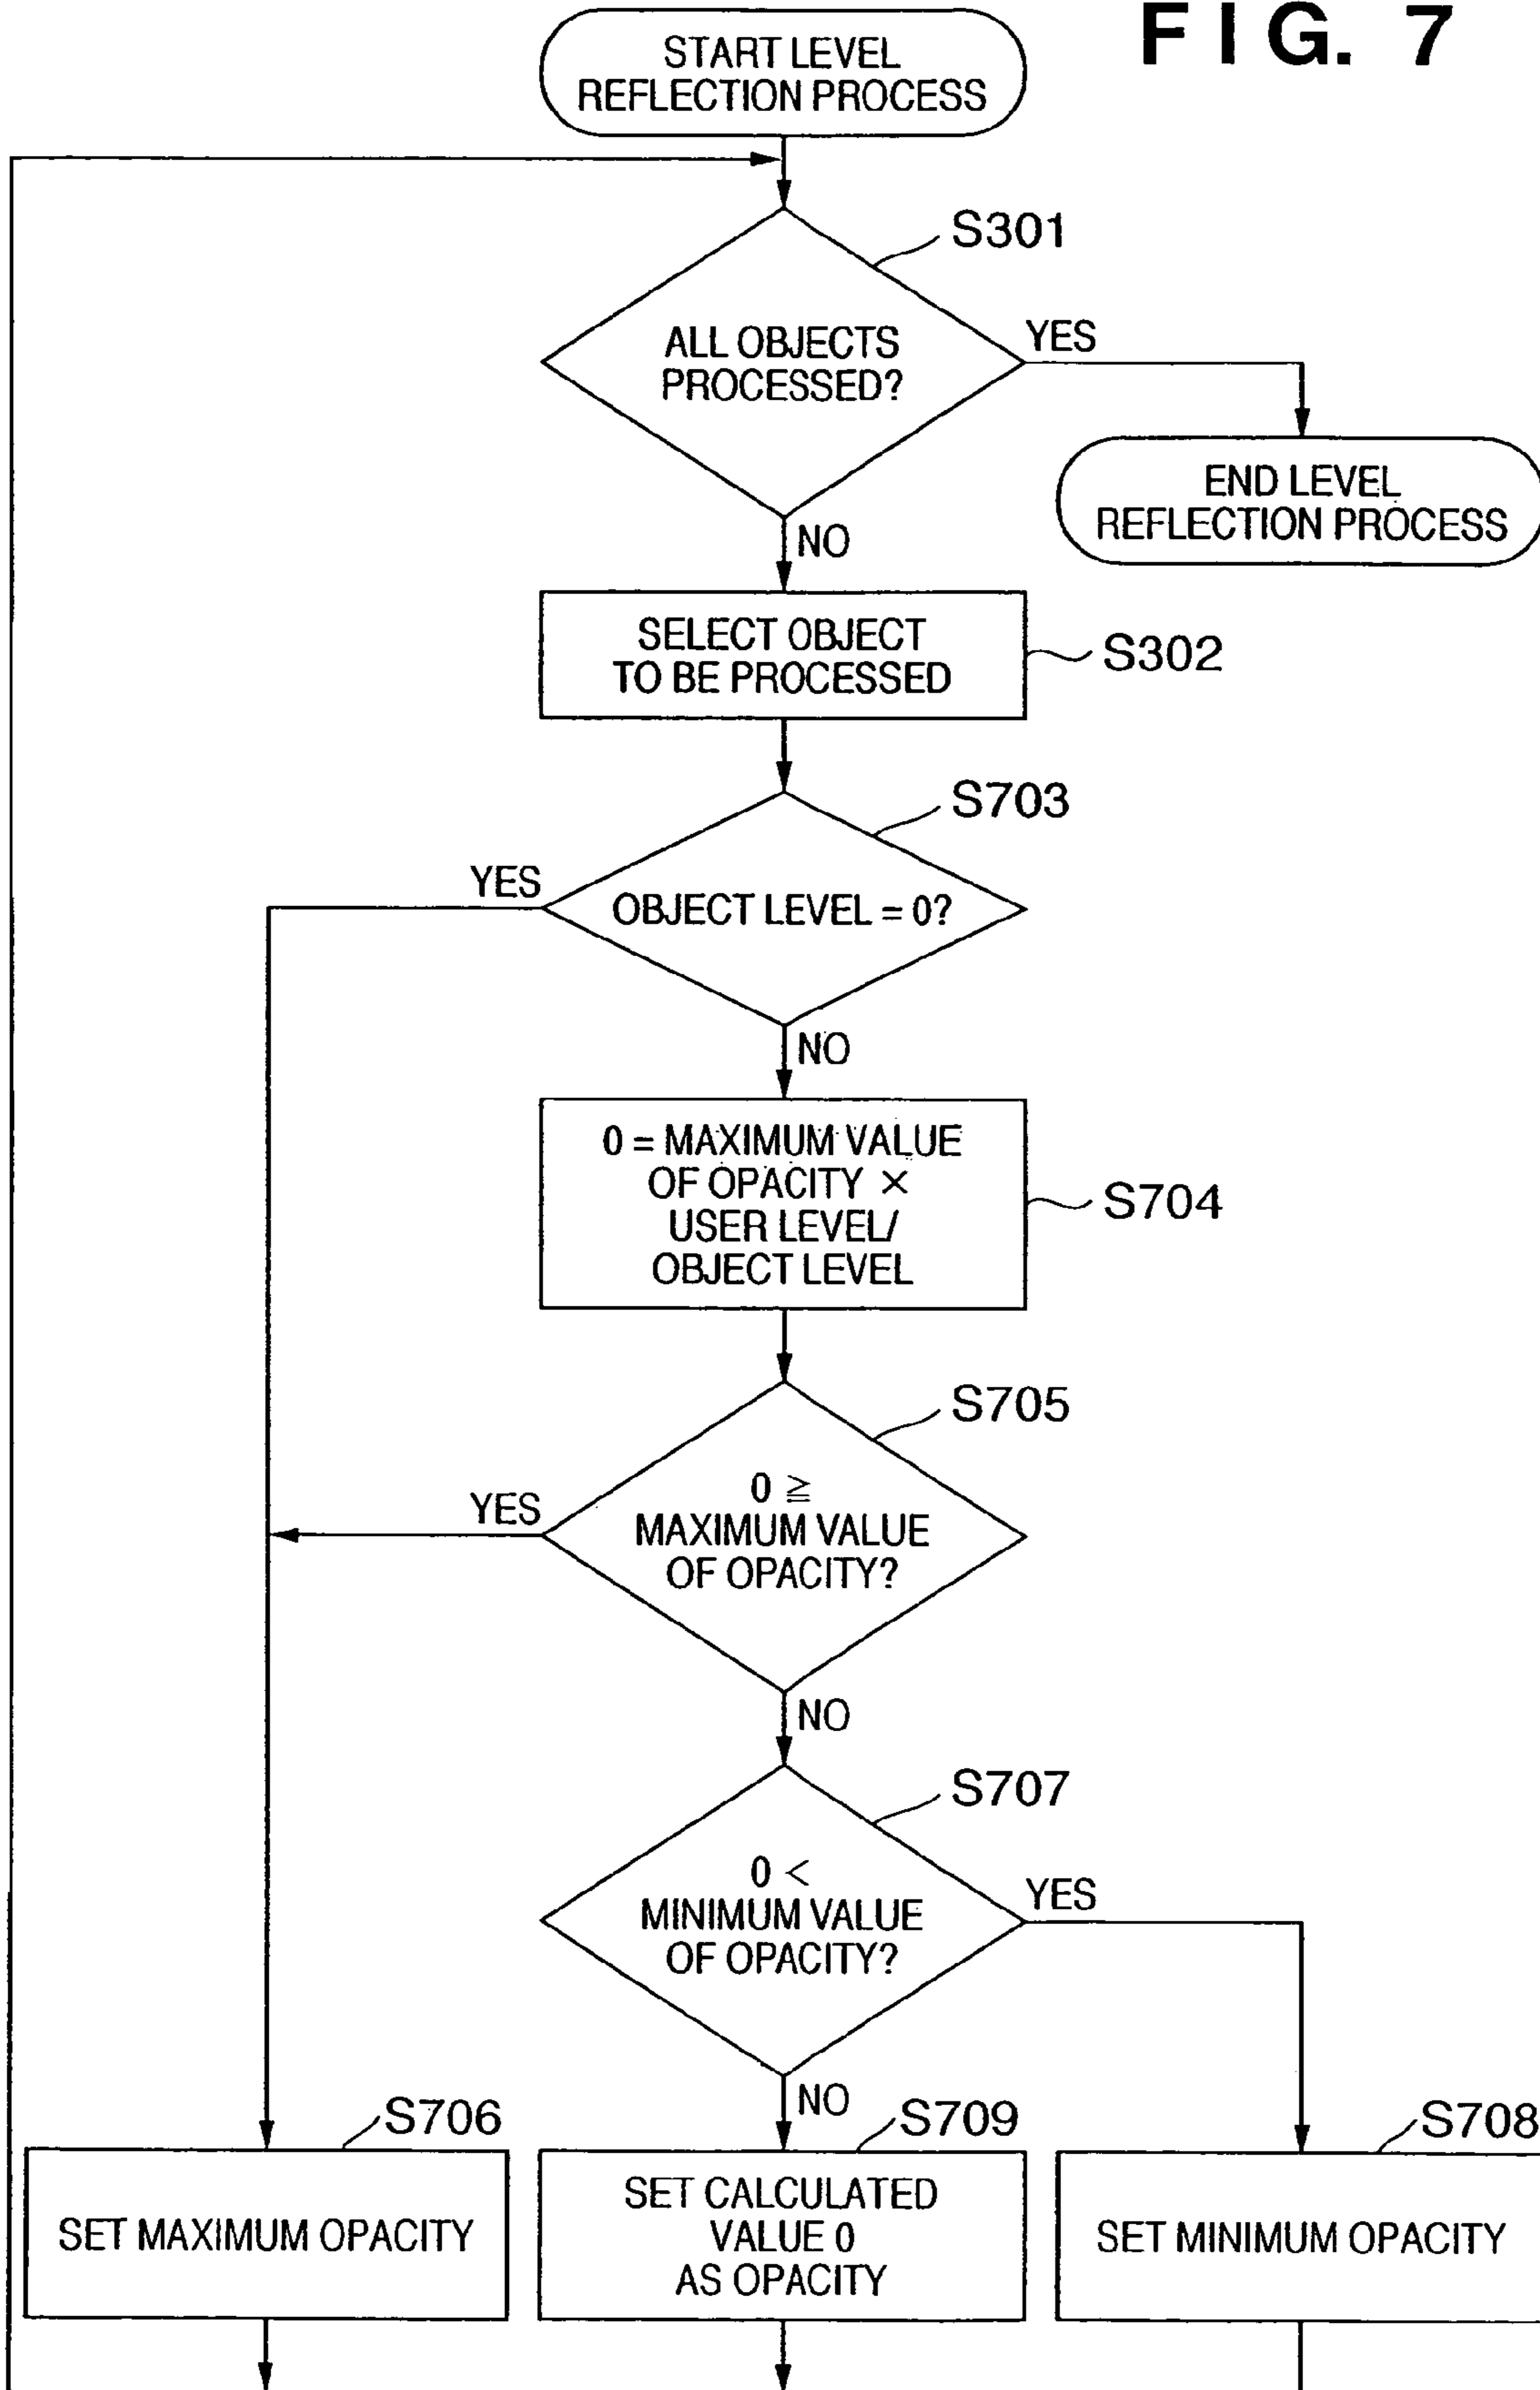 FIG. 7
START LEVEL
REFLECTION PROCESS
S301
ALL OBJECTS
PROCESSED?
YES
END LEVEL
REFLECTION PROCESS
NO
SELECT OBJECT
TO BE PROCESSED
S302
S703
YES
OBJECT LEVEL = 0?
NO
0 = MAXIMUM VALUE
OF OPACITY ×
USER LEVEL/
OBJECT LEVEL
S704
S705
YES
0 ≧
MAXIMUM VALUE
OF OPACITY?
NO
S707
0 <
MINIMUM VALUE
OF OPACITY?
YES
NO
S706
SET MAXIMUM OPACITY
S709
SET CALCULATED
VALUE 0
AS OPACITY
S708
SET MINIMUM OPACITY